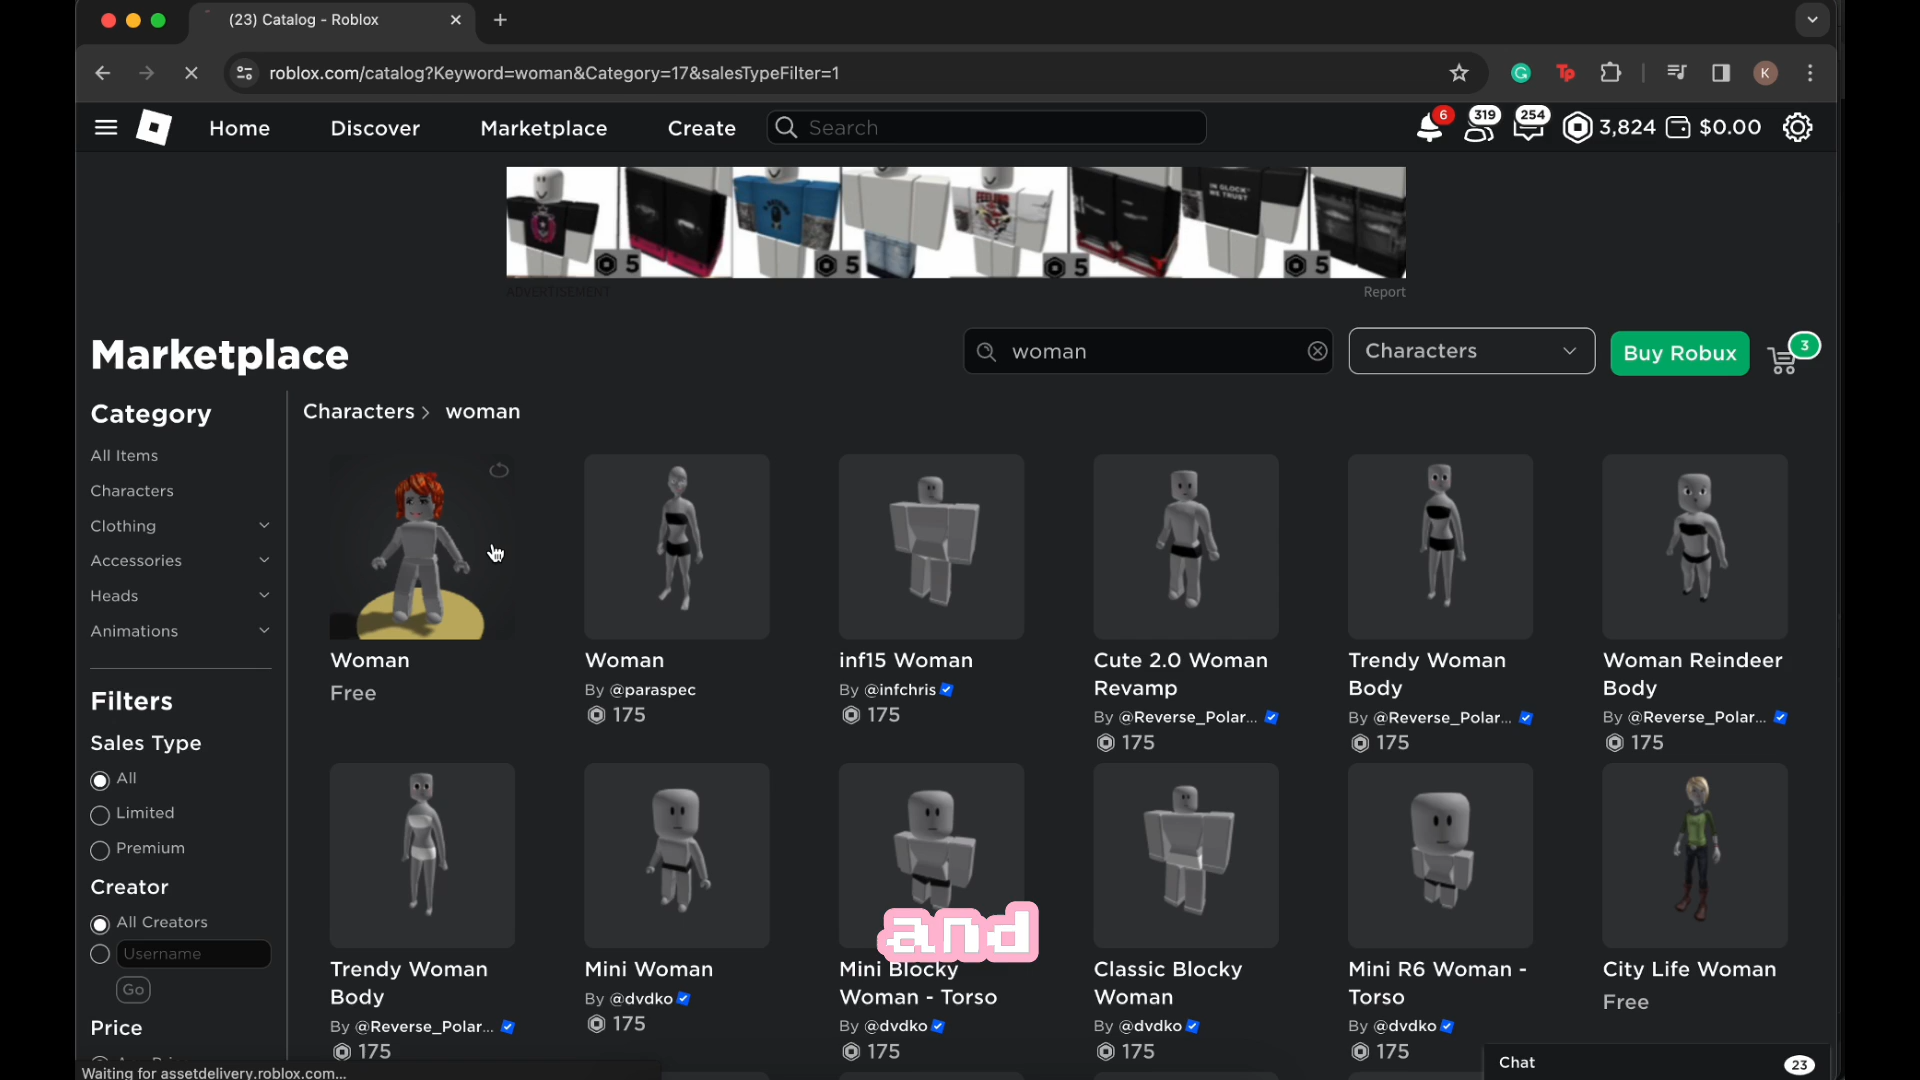 (23) Catalog - Roblox
roblox.com/catalog?Keyword=woman&Category=17&salesTypeFilter=1
K
Home
Discover
Marketplace
Create
Search
6
319
254
3,824
$0.00
IN GLOCK
WE TRUST
5
5
5
5
ADVERTISEMENT
Report
Marketplace
woman
Characters
Buy Robux
3
Category
All Items
Characters
Clothing
Accessories
Heads
Animations
Filters
Sales Type
All
Limited
Premium
Creator
All Creators
Username
Go
Price
Characters > woman
Woman
Free
Woman
By @paraspec
175
inf15 Woman
By @infchris
175
Cute 2.0 Woman
Revamp
By @Reverse_Polar...
175
Trendy Woman
Body
By @Reverse_Polar...
175
Woman Reindeer
Body
By @Reverse_Polar...
175
Trendy Woman
Body
By @Reverse_Polar...
175
Mini Woman
By @dvdko
175
and
Mini Blocky
Woman - Torso
By @dvdko
175
Classic Blocky
Woman
By @dvdko
175
Mini R6 Woman -
Torso
By @dvdko
175
City Life Woman
Free
Waiting for assetdelivery.roblox.com...
Chat
23